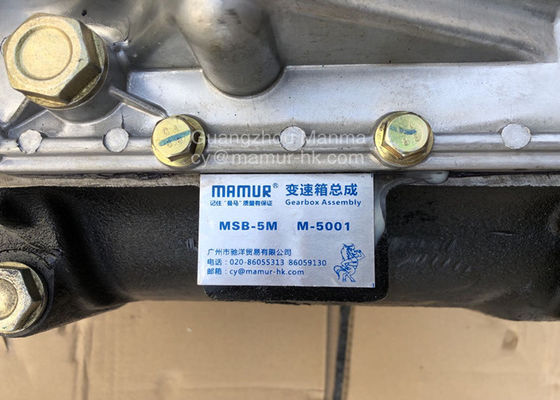 Guangzhou Manma
cy@mamur-hk.com
MAMUR®
变速箱总成
记住"曼马"质量有保证
Gearbox Assembly
MSB-5M M-5001
广州市驰洋贸易有限公司
电话：020-86055313 86059130
邮箱：cy@mamur-hk.com